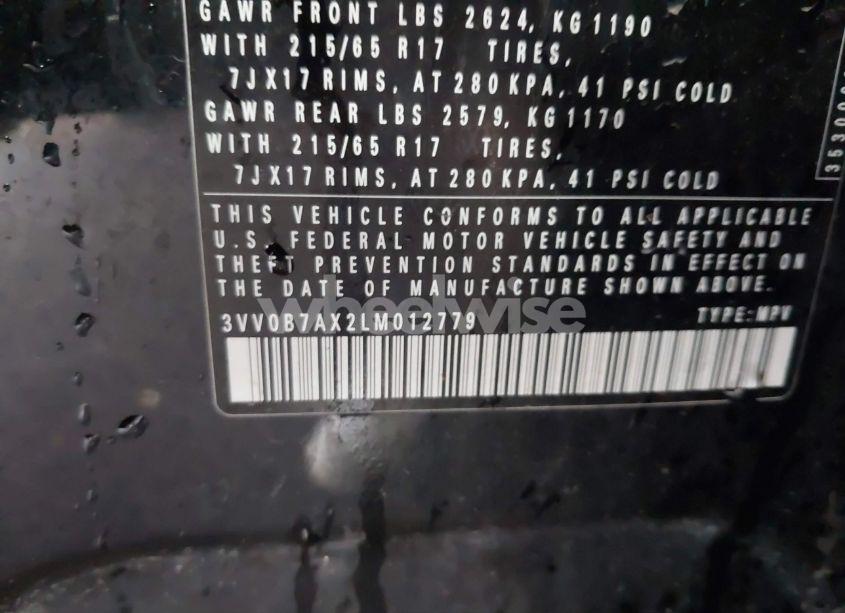 GAWR FRONT LBS 2624, KG 1190
WITH 215/65 R17 TIRES,
7JX17 RIMS, AT 280 KPA, 41 PSI COLD
GAWR REAR LBS 2579, KG 1170
WITH 215/65 R17 TIRES,
7JX17 RIMS, AT 280 KPA, 41 PSI COLD
THIS VEHICLE CONFORMS TO ALL APPLICABLE
U.S. FEDERAL MOTOR VEHICLE SAFETY AND
THEFT PREVENTION STANDARDS IN EFFECT ON
THE DATE OF MANUFACTURE SHOWN ABOVE.
wheelwise
3VV0B7AX2LM012779 TYPE:MPV